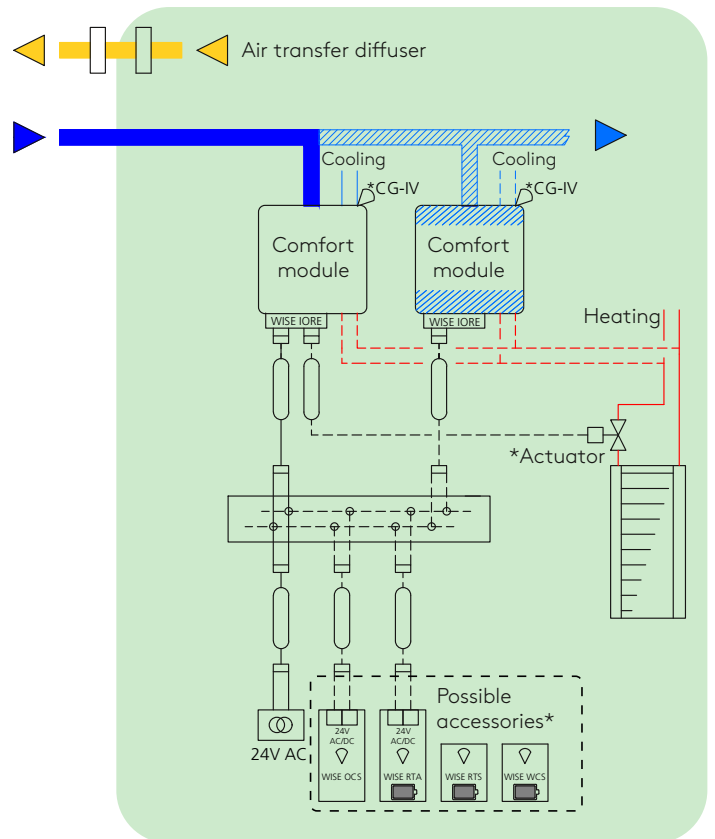 Air transfer diffuser
Cooling
Cooling
*CG-IV
*CG-IV
Comfort
module
Comfort
module
WISE IORE
WISE IORE
Heating
*Actuator
Possible
accessories*
24V
AC/DC
24V
AC/DC
24V AC
WISE OCS
WISE RTA
WISE RTS
WISE WCS